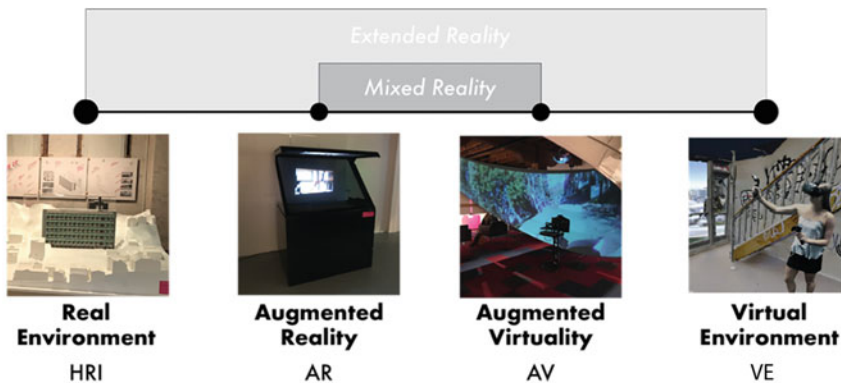 Extended Reality
Mixed Reality
Real
Environment
HRI
Augmented
Reality
AR
Augmented
Virtuality
AV
Virtual
Environment
VE